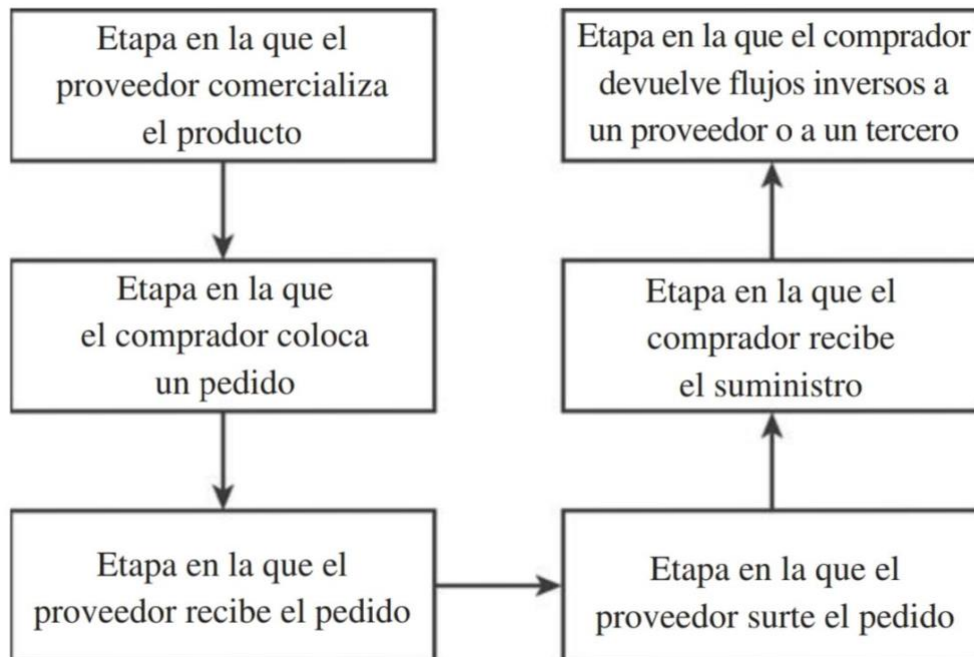 Etapa en la que el
proveedor comercializa
el producto
Etapa en la que
el comprador coloca
un pedido
Etapa en la que el
proveedor recibe el pedido
Etapa en la que el
proveedor surte el pedido
Etapa en la que el
comprador recibe
el suministro
Etapa en la que el comprador
devuelve flujos inversos a
un proveedor o a un tercero